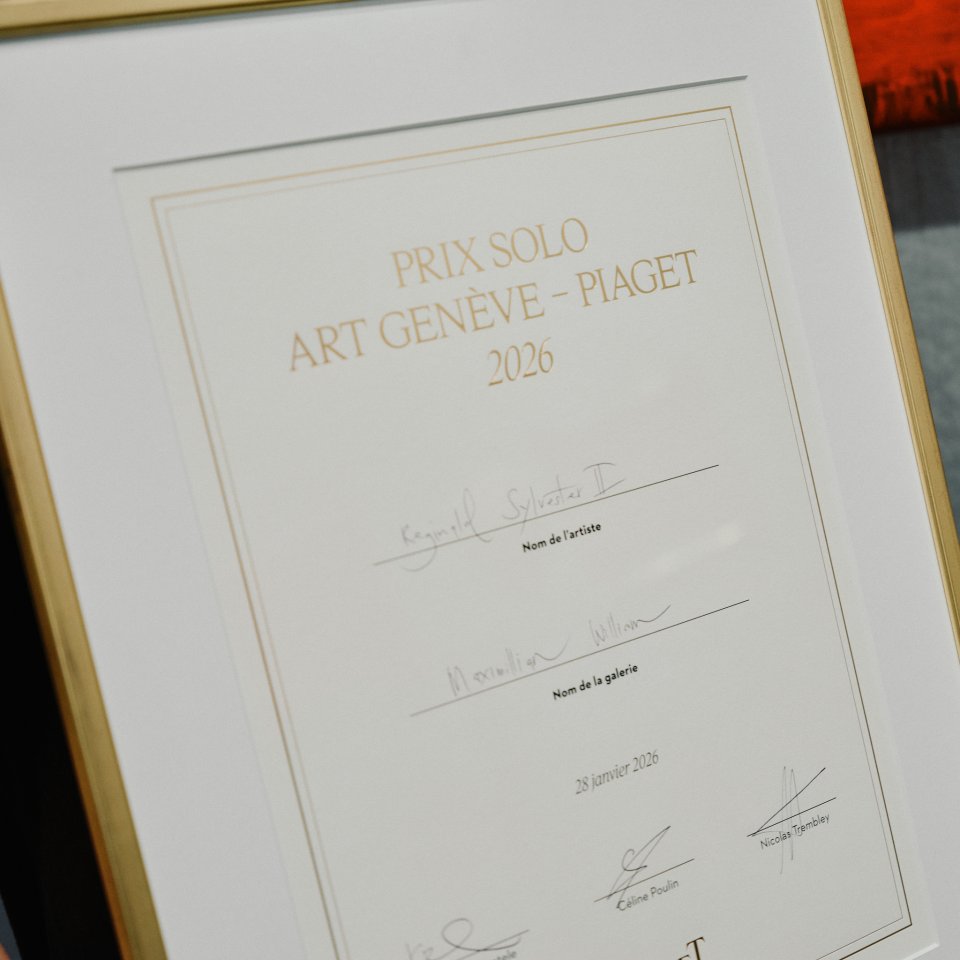 PRIX SOLO
ART GENÈVE – PIAGET
2026
Reginald Sylvester II
Nom de l'artiste
Maximillian William
Nom de la galerie
28 janvier 2026
Nicolas Trembley
Céline Poulin